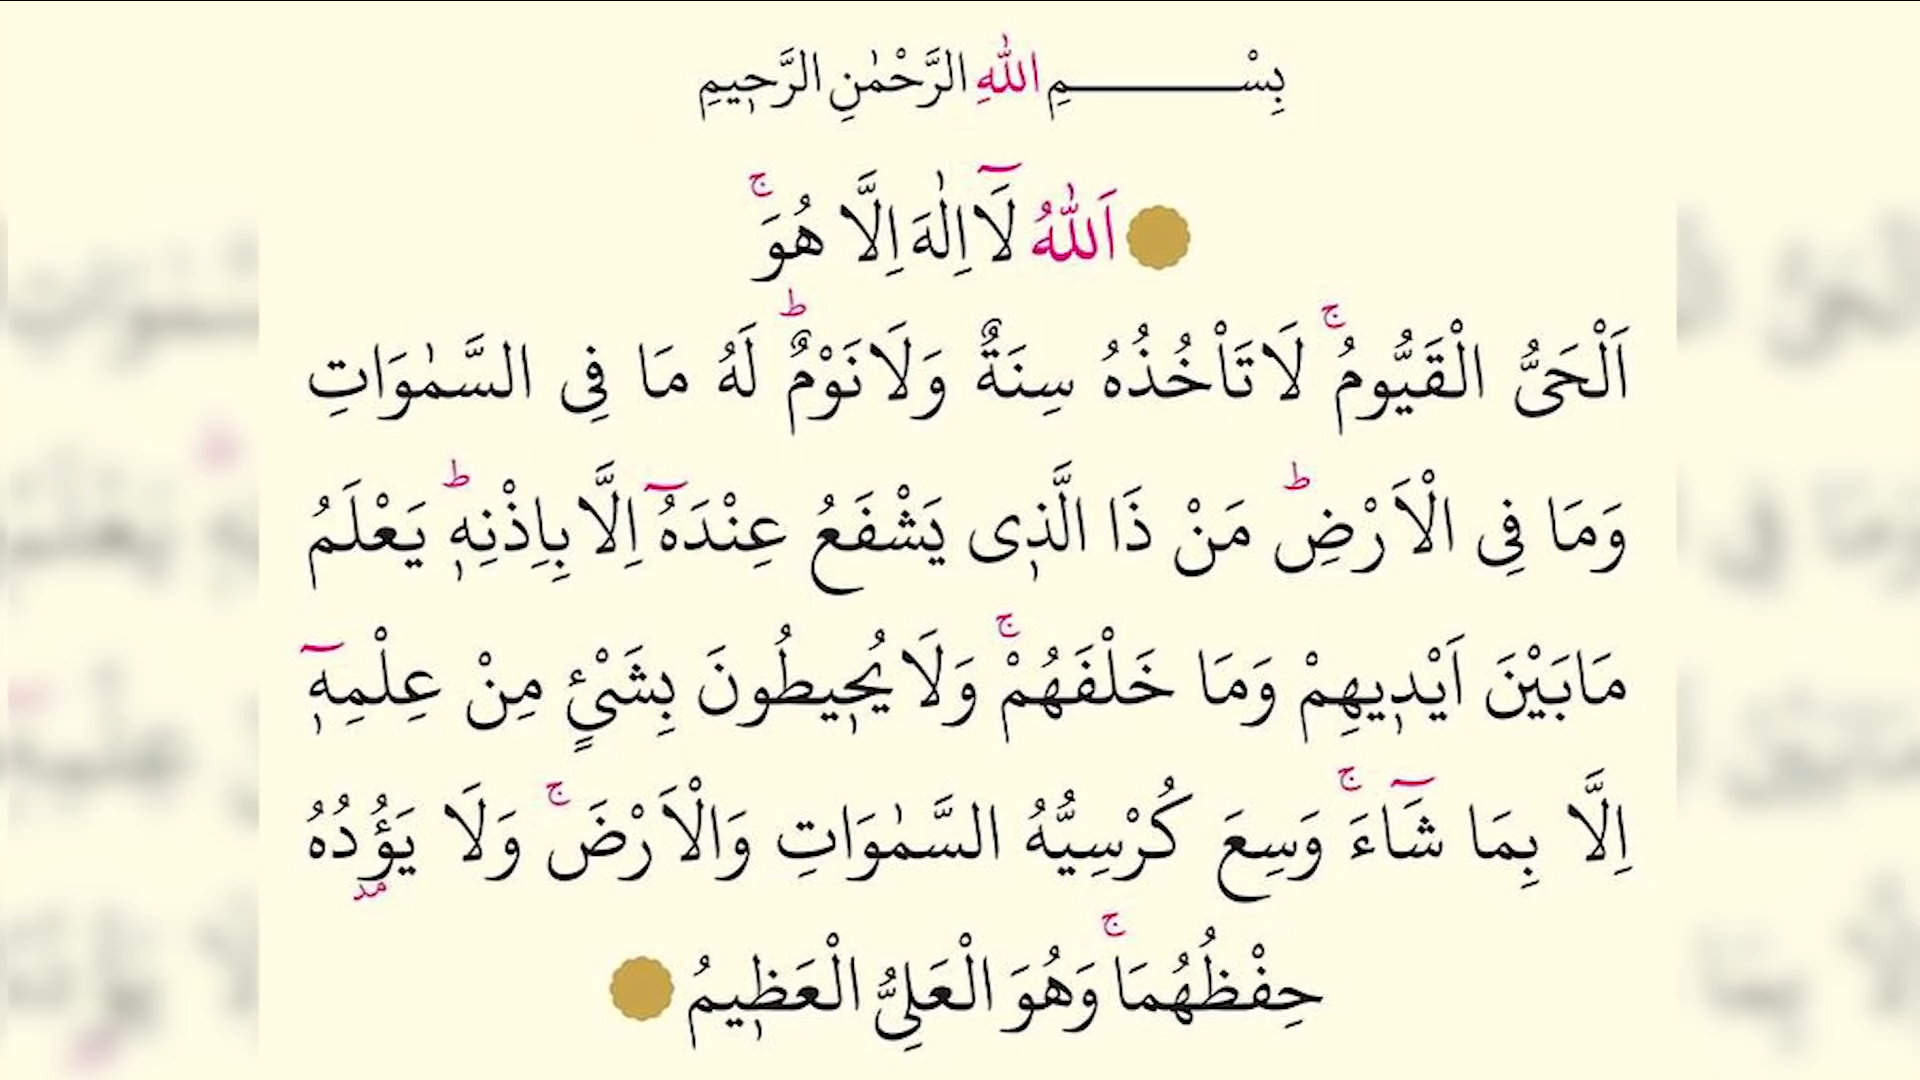 بِسْــــــــــــمِ اللّٰهِ الرَّحْمٰنِ الرَّح۪يمِ
اَللّٰهُ لَٓا اِلٰهَ اِلَّا هُوَۚ
اَلْحَىُّ الْقَيُّومُۚ لَا تَاْخُذُهُ سِنَةٌ وَلَا نَوْمٌۜ لَهُ مَا فِى السَّمٰوَاتِ
وَمَا فِى الْاَرْضِۜ مَنْ ذَا الَّذ۪ى يَشْفَعُ عِنْدَهُٓ اِلَّا بِاِذْنِه۪ۜ يَعْلَمُ
مَا بَيْنَ اَيْد۪يهِمْ وَمَا خَلْفَهُمْۚ وَلَا يُح۪يطُونَ بِشَىْءٍ مِنْ عِلْمِه۪ٓ
اِلَّا بِمَا شَٓاءَۚ وَسِعَ كُرْسِيُّهُ السَّمٰوَاتِ وَالْاَرْضَۚ وَلَا يَؤُ۫دُهُ
حِفْظُهُمَاۚ وَهُوَ الْعَلِىُّ الْعَظ۪يمُ